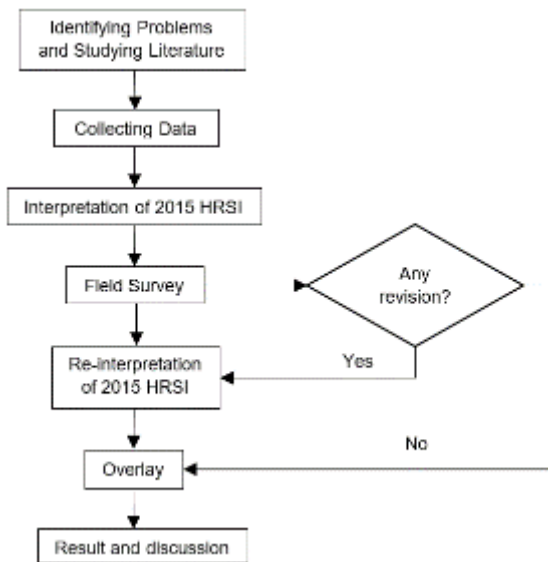 Identifying Problems
and Studying Literature
Collecting Data
Interpretation of 2015 HRSI
Field Survey
Any
revision?
Yes
Re-interpretation
of 2015 HRSI
No
Overlay
Result and discussion